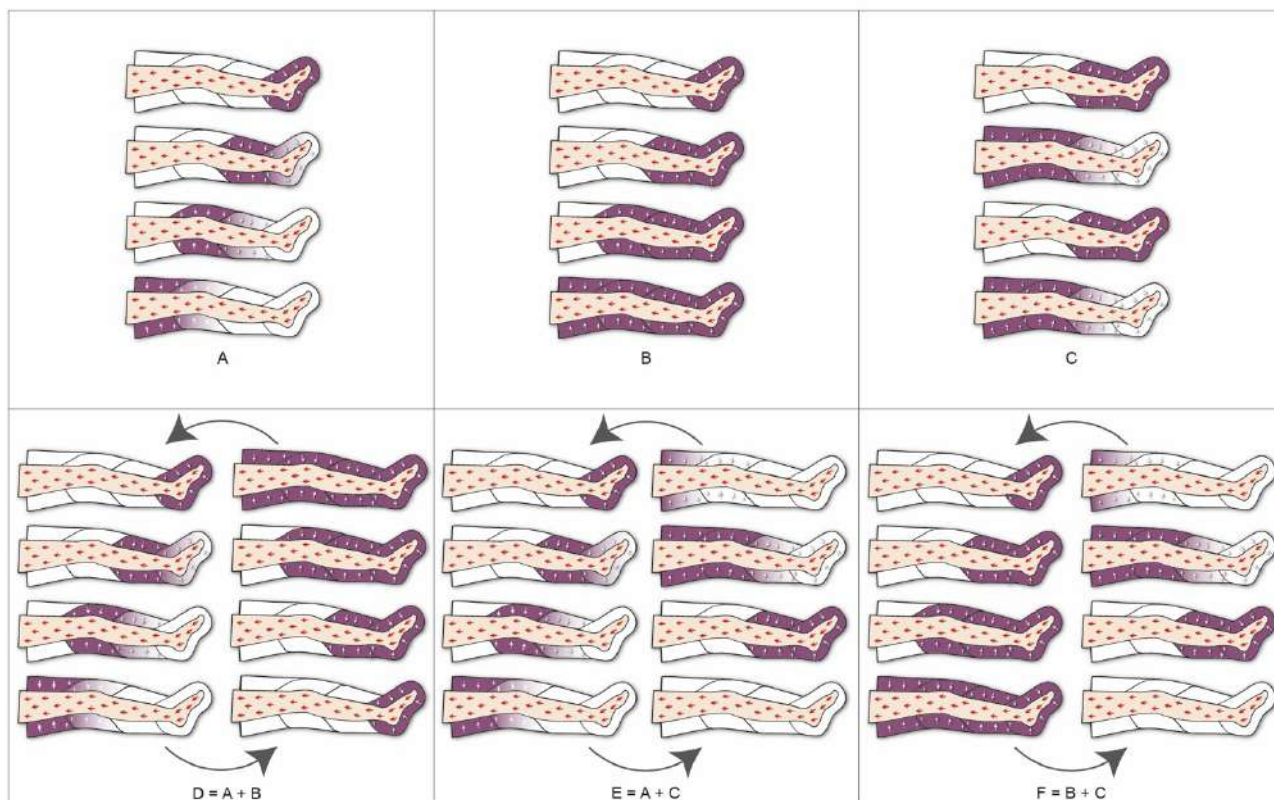 A
B
C
D = A + B
E = A + C
F = B + C